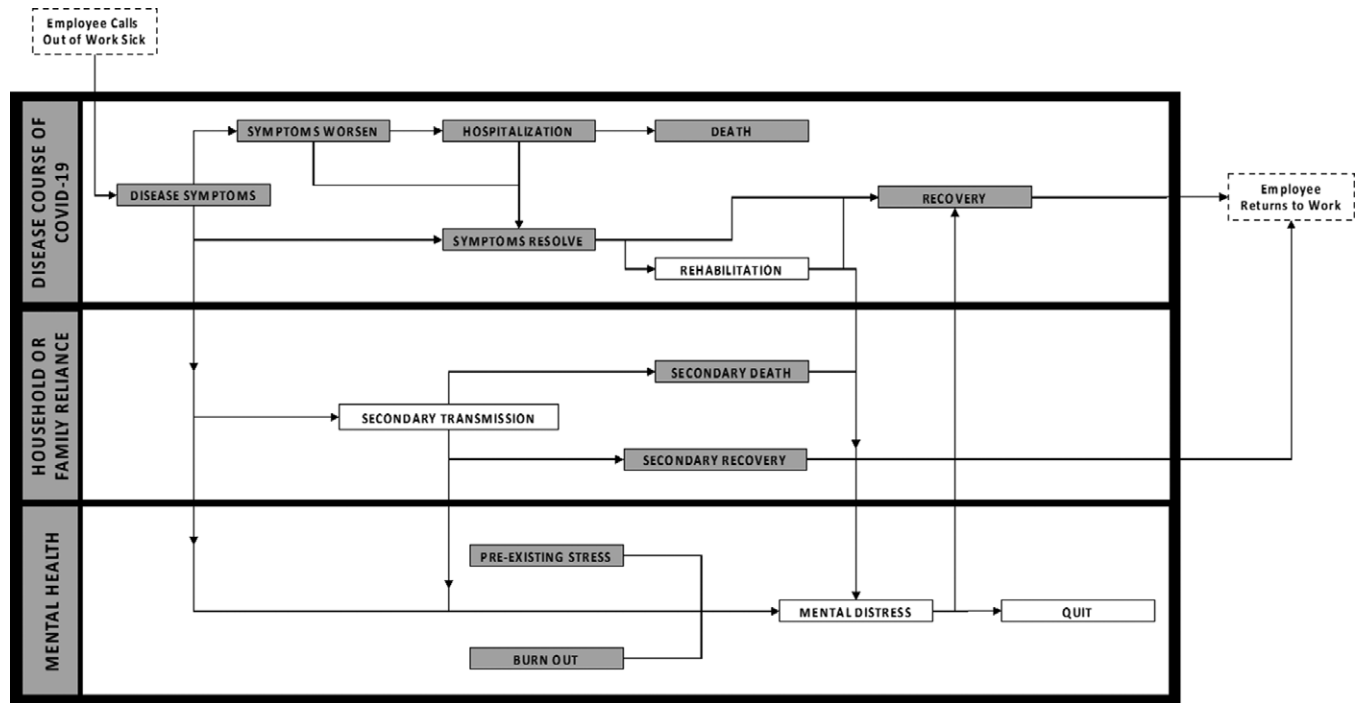 Employee Calls
Out of Work Sick
DISEASE COURSE OF
COVID-19
SYMPTOMS WORSEN
HOSPITALIZATION
DEATH
DISEASE SYMPTOMS
RECOVERY
Employee
Returns to Work
SYMPTOMS RESOLVE
REHABILITATION
HOUSEHOLD OR
FAMILY RELIANCE
SECONDARY DEATH
SECONDARY TRANSMISSION
SECONDARY RECOVERY
MENTAL HEALTH
PRE-EXISTING STRESS
MENTAL DISTRESS
QUIT
BURN OUT